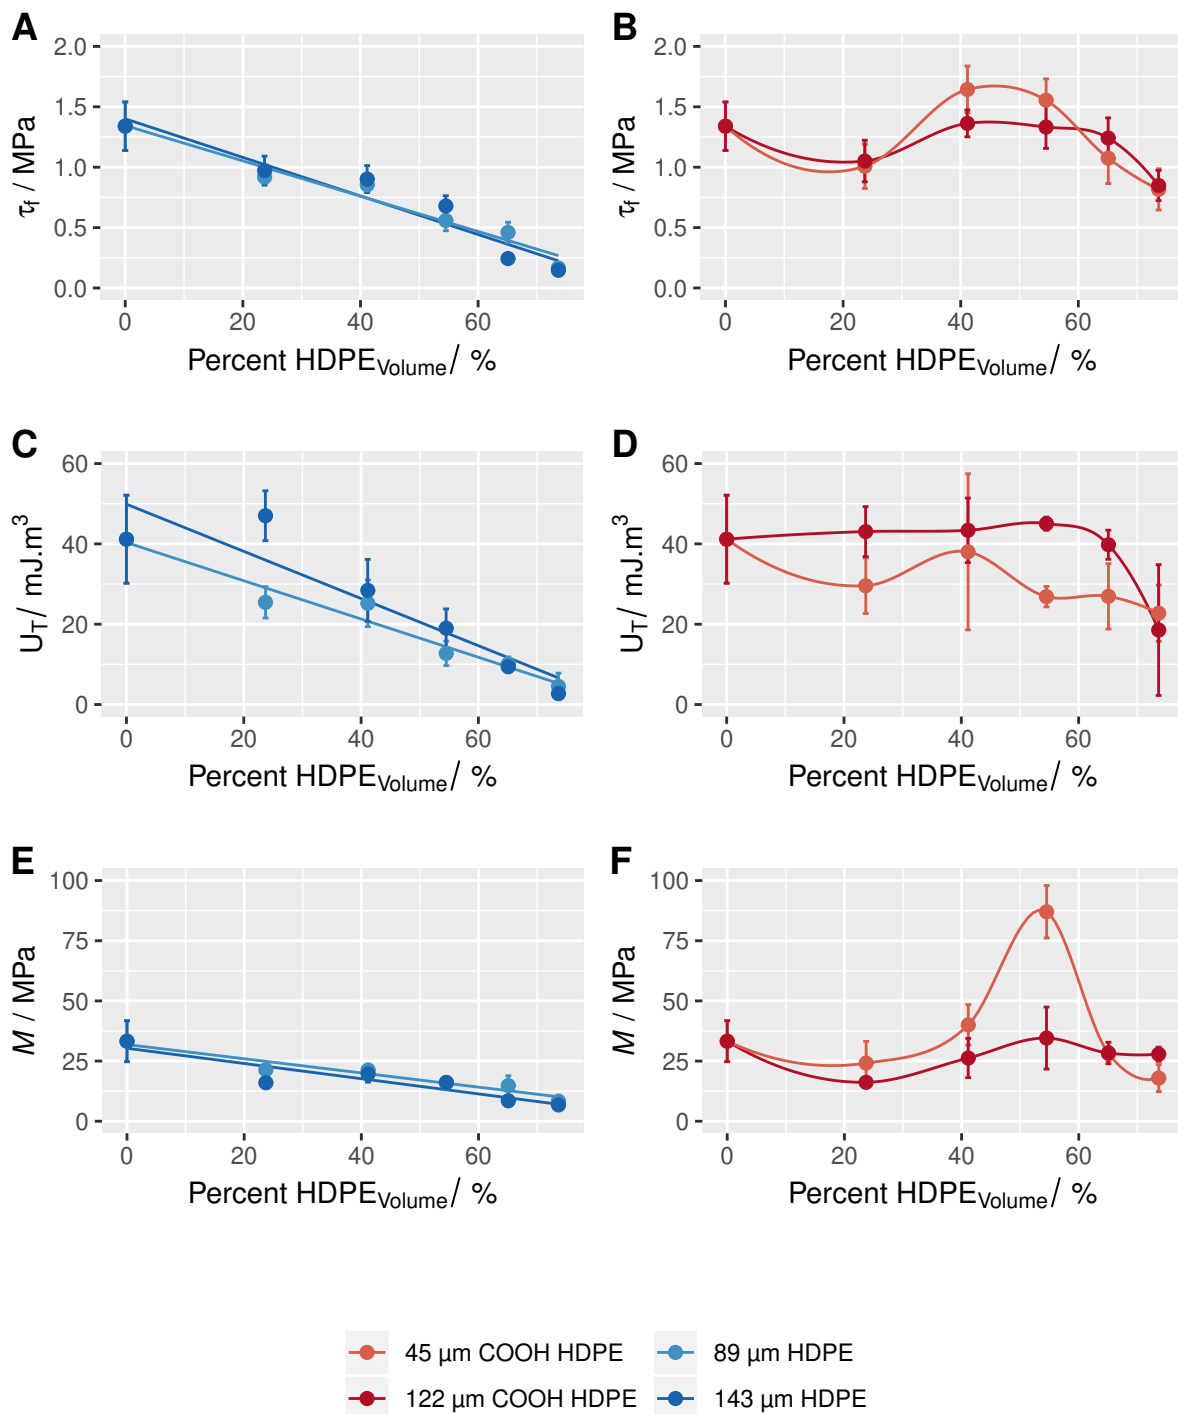 A
2.0
1.5
1.0
0.5
0.0
τf / MPa
0 20 40 60
Percent HDPEVolume / %
B
2.0
1.5
1.0
0.5
0.0
τf / MPa
0 20 40 60
Percent HDPEVolume / %
C
60
40
20
0
UT / mJ.m³
0 20 40 60
Percent HDPEVolume / %
D
60
40
20
0
UT / mJ.m³
0 20 40 60
Percent HDPEVolume / %
E
100
75
50
25
0
M / MPa
0 20 40 60
Percent HDPEVolume / %
F
100
75
50
25
0
M / MPa
0 20 40 60
Percent HDPEVolume / %
45 µm COOH HDPE
89 µm HDPE
122 µm COOH HDPE
143 µm HDPE